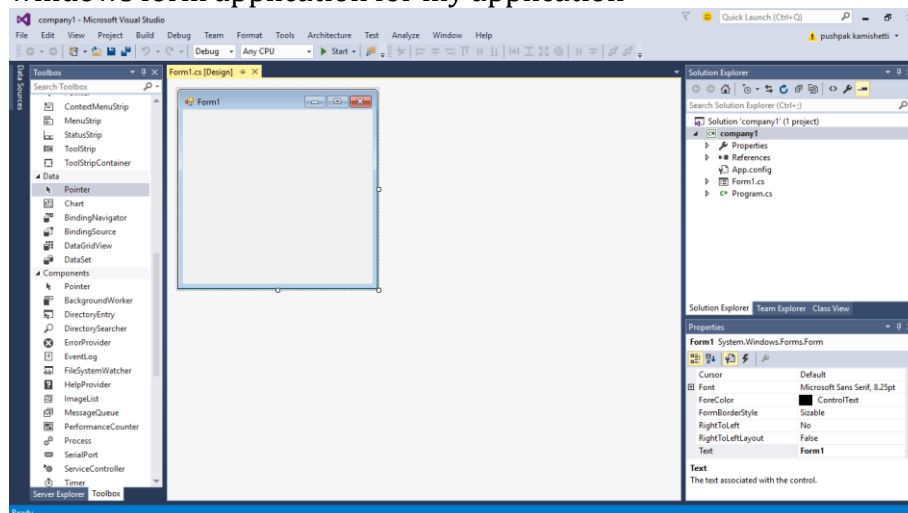 windows form application for my application
company1 - Microsoft Visual Studio
Quick Launch (Ctrl+Q)
File Edit View Project Build Debug Team Format Tools Architecture Test Analyze Window Help
pushpak kamishetti
Debug Any CPU Start
Data Sources
Toolbox
Search Toolbox
ContextMenuStrip
MenuStrip
StatusStrip
ToolStrip
ToolStripContainer
Data
Pointer
Chart
BindingNavigator
BindingSource
DataGridView
DataSet
Components
Pointer
BackgroundWorker
DirectoryEntry
DirectorySearcher
ErrorProvider
EventLog
FileSystemWatcher
HelpProvider
ImageList
MessageQueue
PerformanceCounter
Process
SerialPort
ServiceController
Timer
Server Explorer Toolbox
Form1.cs [Design]
Form1
Solution Explorer
Search Solution Explorer (Ctrl+;)
Solution 'company1' (1 project)
company1
Properties
References
App.config
Form1.cs
Program.cs
Solution Explorer Team Explorer Class View
Properties
Form1 System.Windows.Forms.Form
Cursor Default
Font Microsoft Sans Serif, 8.25pt
ForeColor ControlText
FormBorderStyle Sizable
RightToLeft No
RightToLeftLayout False
Text Form1
Text
The text associated with the control.